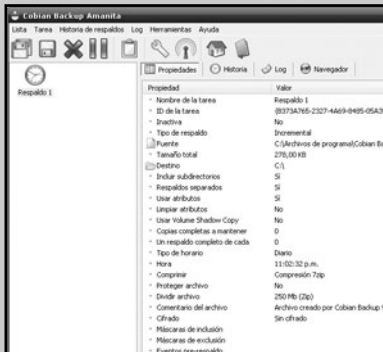 Cobian Backup Amanita
Lista Tarea Historia de respaldos Log Herramientas Ayuda
Propiedades Historia Log Navegador
Respaldo 1
Propiedad Valor
Nombre de la tarea Respaldo 1
ID de la tarea
Inactiva No
Tipo de respaldo Incremental
Fuente C:\Archivos de programa\Cobian Ba
Tamaño total 278,00 KB
Destino C:\
Incluir subdirectorios Sí
Respaldos separados Sí
Usar atributos Sí
Limpiar atributos No
Usar Volume Shadow Copy No
Copias completas a mantener 0
Un respaldo completo de cada 0
Tipo de horario Diario
Hora 11:02:32 p.m.
Comprimir Compresión 7zip
Proteger archivo No
Dividir archivo 250 Mb (Zip)
Comentario del archivo Archivo creado por Cobian Backup
Cifrado Sin cifrado
Máscaras de inclusión
Máscaras de exclusión
Eventos pre-respaldo